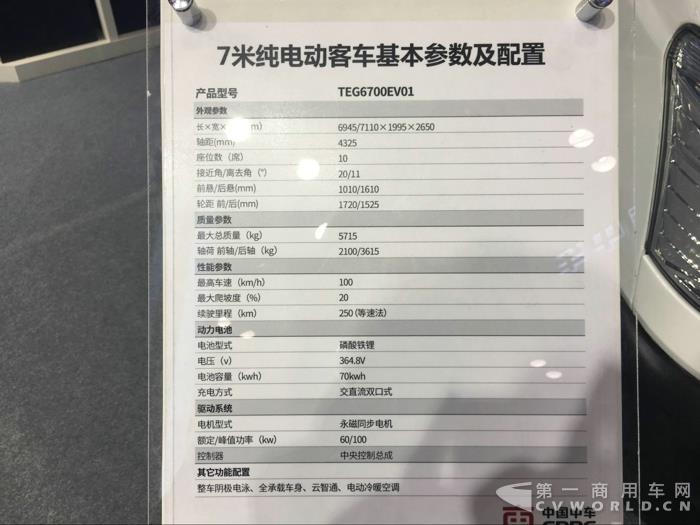 7米纯电动客车基本参数及配置
产品型号 TEG6700EV01
外观参数
长×宽× m) 6945/7110×1995×2650
轴距(mm) 4325
座位数（席） 10
接近角/离去角（°） 20/11
前悬/后悬(mm) 1010/1610
轮距 前/后(mm) 1720/1525
质量参数
最大总质量（kg） 5715
轴荷 前轴/后轴（kg） 2100/3615
性能参数
最高车速（km/h） 100
最大爬坡度（%） 20
续驶里程（km） 250(等速法)
动力电池
电池型式 磷酸铁锂
电压（v） 364.8V
电池容量（kwh） 70kwh
充电方式 交直流双口式
驱动系统
电机型式 永磁同步电机
额定/峰值功率（kw） 60/100
控制器 中央控制总成
其它功能配置
整车阴极电泳、全承载车身、云智通、电动冷暖空调
中国中车
第一商用车网
CVWORLD.CN